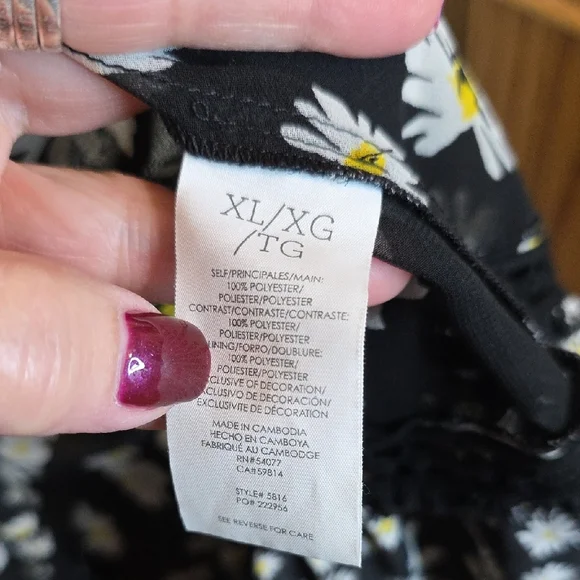 XL/XG
/TG
SELF/PRINCIPALES/MAIN:
100% POLYESTER/
POLIESTER/POLYESTER
CONTRAST/CONTRASTE/CONTRASTE:
100% POLYESTER/
POLIESTER/POLYESTER
LINING/FORRO/DOUBLURE:
100% POLYESTER/
POLIESTER/POLYESTER
EXCLUSIVE OF DECORATION/
EXCLUSIVO DE DECORACIÓN/
EXCLUSIVITE DE DÉCORATION
MADE IN CAMBODIA
HECHO EN CAMBOYA
FABRIQUÉ AU CAMBODGE
RN#54077
CA#59814
STYLE# 5816
PO# 222956
SEE REVERSE FOR CARE